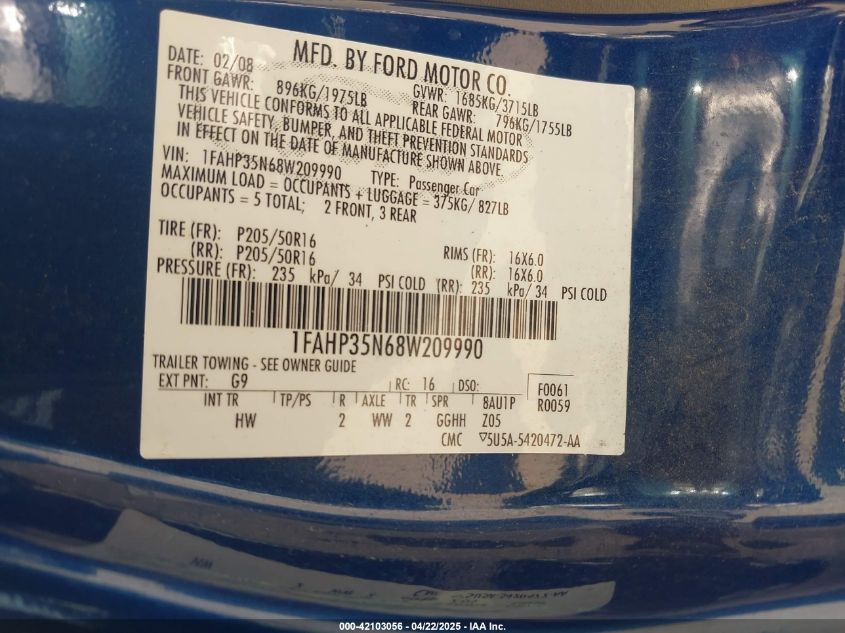 MFD. BY FORD MOTOR CO.
DATE: 02/08 GVWR: 1685KG/3715LB
FRONT GAWR: 896KG/1975LB REAR GAWR: 796KG/1755LB
THIS VEHICLE CONFORMS TO ALL APPLICABLE FEDERAL MOTOR
VEHICLE SAFETY, BUMPER, AND THEFT PREVENTION STANDARDS
IN EFFECT ON THE DATE OF MANUFACTURE SHOWN ABOVE.
VIN: 1FAHP35N68W209990 TYPE: Passenger Car
MAXIMUM LOAD = OCCUPANTS + LUGGAGE = 375KG/ 827LB
OCCUPANTS = 5 TOTAL; 2 FRONT, 3 REAR
TIRE (FR): P205/50R16 RIMS (FR): 16X6.0
(RR): P205/50R16 (RR): 16X6.0
PRESSURE (FR): 235 kPa/ 34 PSI COLD (RR): 235 kPa/ 34 PSI COLD
1FAHP35N68W209990
TRAILER TOWING - SEE OWNER GUIDE
EXT PNT: G9 RC: 16 DSO: F0061
R0059
INT TR TP/PS R AXLE TR SPR 8AU1P
HW 2 WW 2 GGHH Z05
CMC ▽5U5A-5420472-AA
000-42103056 - 04/22/2025 - IAA Inc.